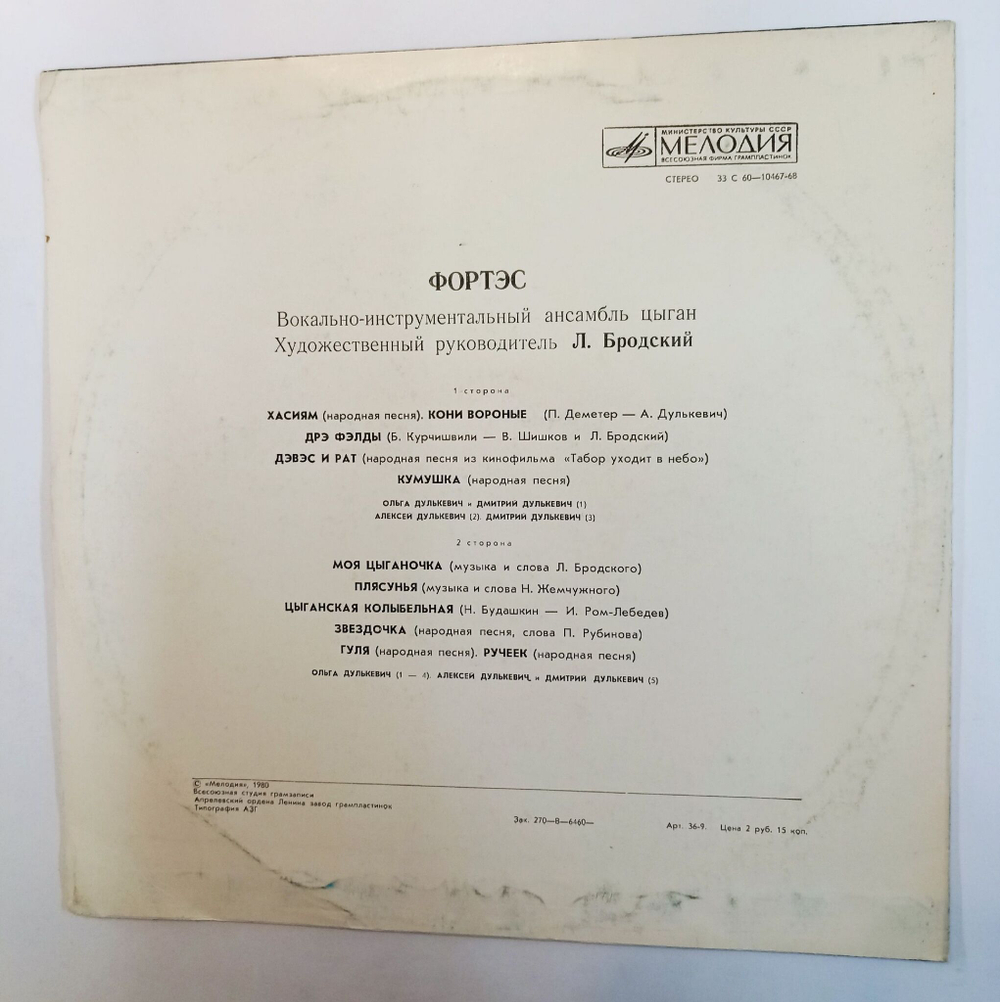 МИНИСТЕРСТВО КУЛЬТУРЫ СССР
МЕЛОДИЯ
ВСЕСОЮЗНАЯ ФИРМА ГРАМПЛАСТИНОК
СТЕРЕО 33 С 60—10467-68
ФОРТЭС
Вокально-инструментальный ансамбль цыган
Художественный руководитель Л. Бродский
1 сторона
ХАСИЯМ (народная песня). КОНИ ВОРОНЫЕ (П. Деметер — А. Дулькевич)
ДРЭ ФЭЛДЫ (Б. Курчишвили — В. Шишков и Л. Бродский)
ДЭВЭС И РАТ (народная песня из кинофильма «Табор уходит в небо»)
КУМУШКА (народная песня)
ОЛЬГА ДУЛЬКЕВИЧ и ДМИТРИЙ ДУЛЬКЕВИЧ (1)
АЛЕКСЕЙ ДУЛЬКЕВИЧ (2). ДМИТРИЙ ДУЛЬКЕВИЧ (3)
2 сторона
МОЯ ЦЫГАНОЧКА (музыка и слова Л. Бродского)
ПЛЯСУНЬЯ (музыка и слова Н. Жемчужного)
ЦЫГАНСКАЯ КОЛЫБЕЛЬНАЯ (Н. Будашкин — И. Ром-Лебедев)
ЗВЕЗДОЧКА (народная песня, слова П. Рубинова)
ГУЛЯ (народная песня). РУЧЕЕК (народная песня)
ОЛЬГА ДУЛЬКЕВИЧ (1 — 4). АЛЕКСЕЙ ДУЛЬКЕВИЧ, и ДМИТРИЙ ДУЛЬКЕВИЧ (5)
© «Мелодия», 1980
Всесоюзная студия грамзаписи
Апрелевский ордена Ленина завод грампластинок
Типография АЗГ
Зак. 270—В—6460— Арт. 36-9. Цена 2 руб. 15 коп.